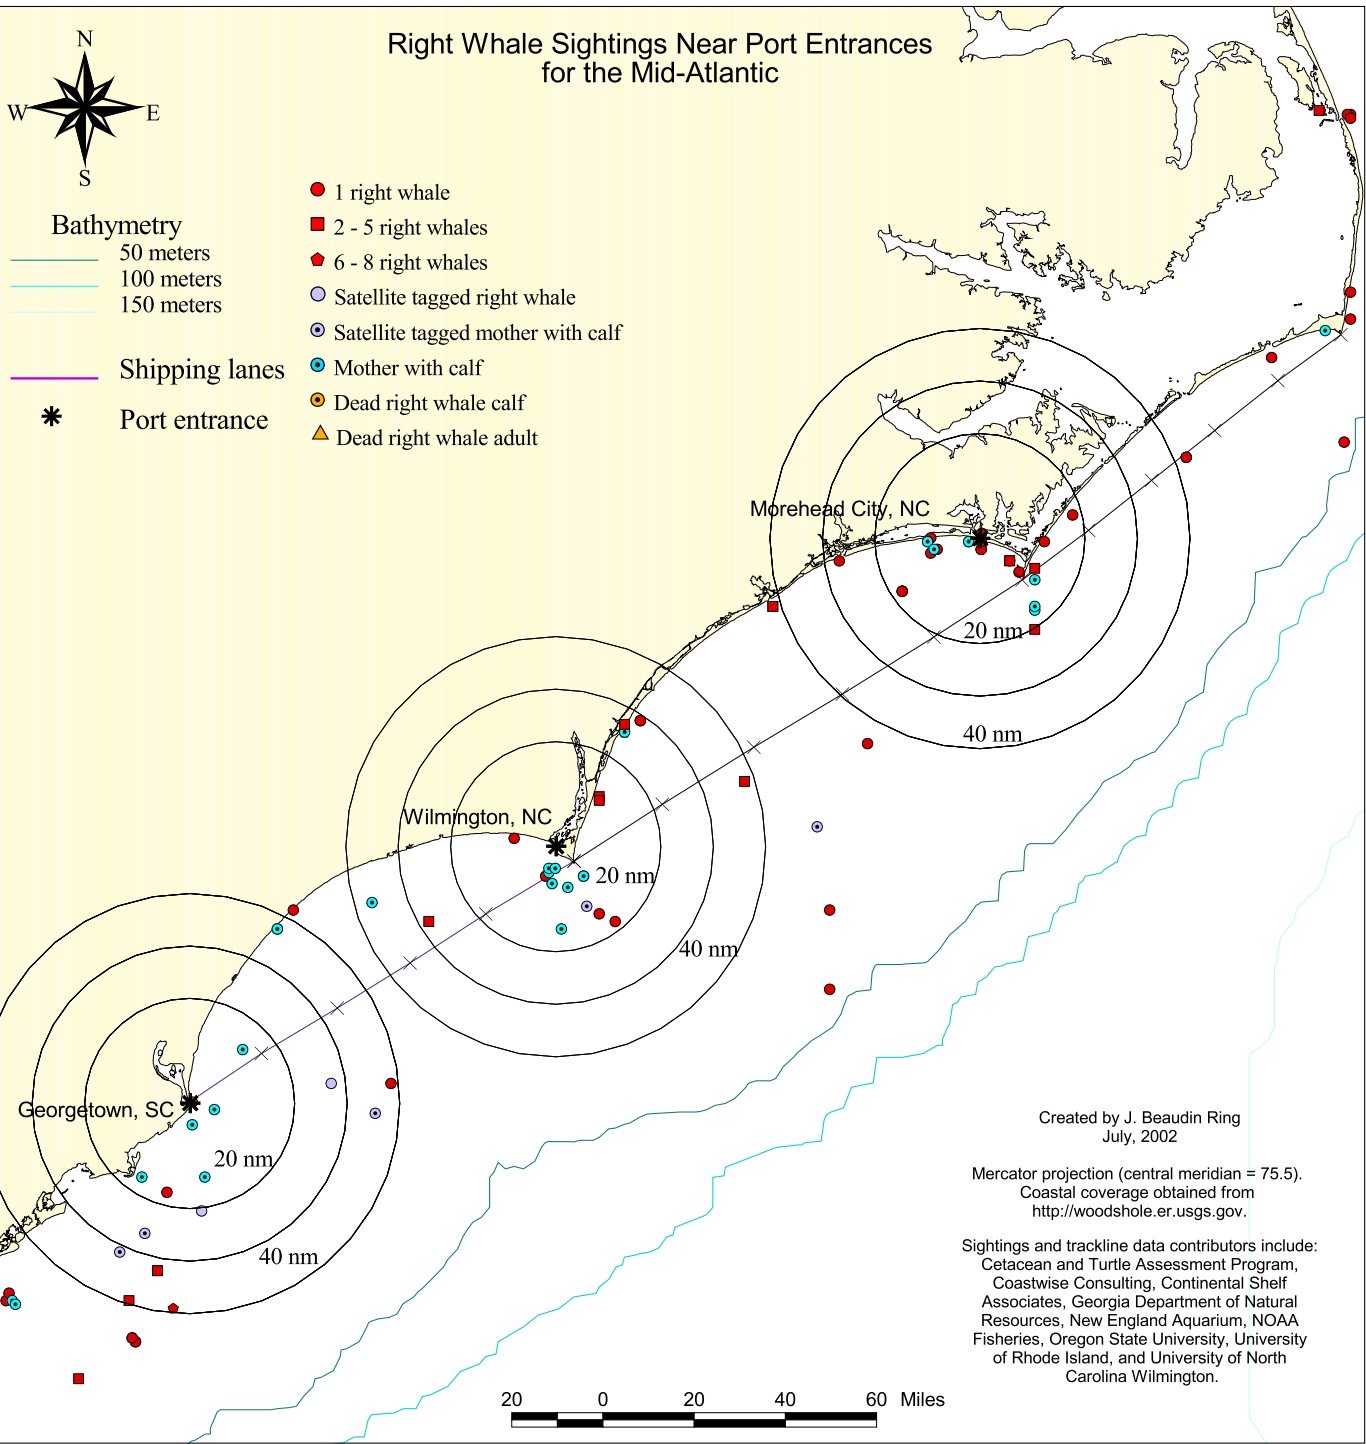 Right Whale Sightings Near Port Entrances
for the Mid-Atlantic
N
W
E
S
Bathymetry
50 meters
100 meters
150 meters
Shipping lanes
Port entrance
1 right whale
2 - 5 right whales
6 - 8 right whales
Satellite tagged right whale
Satellite tagged mother with calf
Mother with calf
Dead right whale calf
Dead right whale adult
Morehead City, NC
20 nm
40 nm
Wilmington, NC
20 nm
40 nm
Georgetown, SC
20 nm
40 nm
Created by J. Beaudin Ring
July, 2002
Mercator projection (central meridian = 75.5).
Coastal coverage obtained from
http://woodshole.er.usgs.gov.
Sightings and trackline data contributors include:
Cetacean and Turtle Assessment Program,
Coastwise Consulting, Continental Shelf
Associates, Georgia Department of Natural
Resources, New England Aquarium, NOAA
Fisheries, Oregon State University, University
of Rhode Island, and University of North
Carolina Wilmington.
20 0 20 40 60 Miles